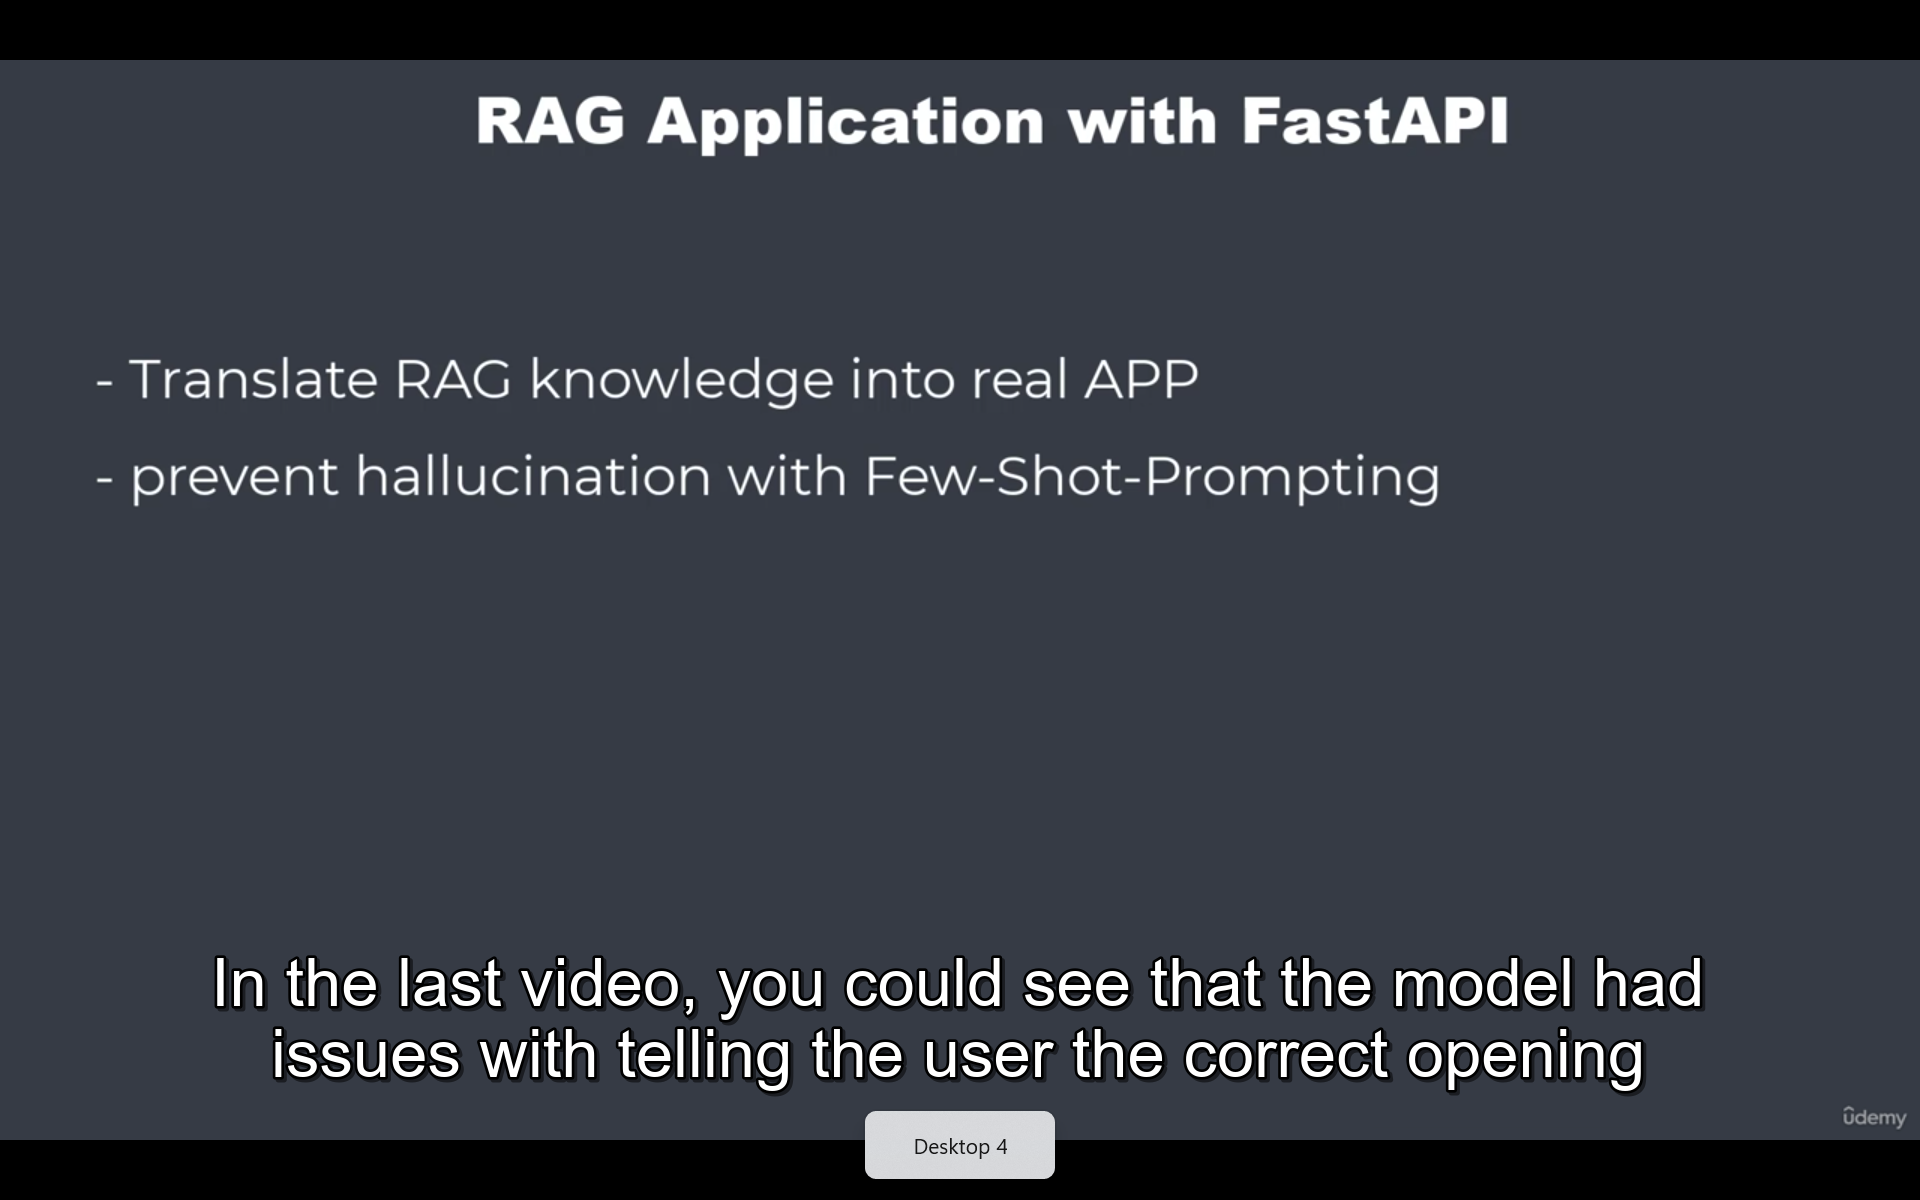 RAG Application with FastAPI
- Translate RAG knowledge into real APP
- prevent hallucination with Few-Shot-Prompting
In the last video, you could see that the model had
issues with telling the user the correct opening
ûdemy
Desktop 4